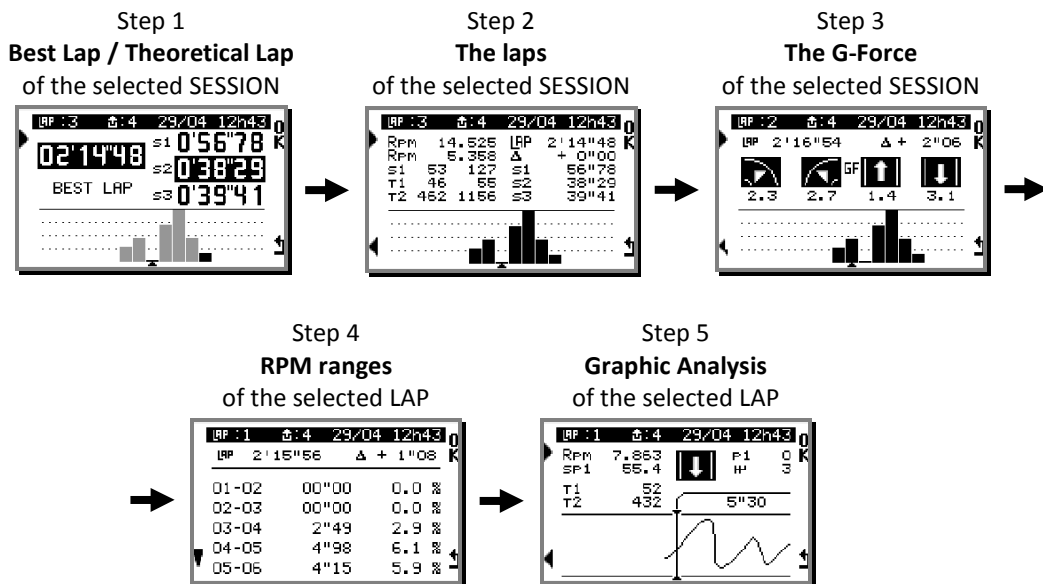 Step 1
Best Lap / Theoretical Lap
of the selected SESSION
LAP :3 :4 29/04 12h43 OK
02'14"48 S1 0'56"78
S2 0'38"29
BEST LAP S3 0'39"41
Step 2
The laps
of the selected SESSION
LAP :3 :4 29/04 12h43 OK
RPM 14.525 LAP 2'14"48
RPM 5.358 Δ + 0"00
S1 53 127 S1 56"78
T1 46 55 S2 38"29
T2 462 1156 S3 39"41
Step 3
The G-Force
of the selected SESSION
LAP :2 :4 29/04 12h43 OK
LAP 2'16"54 Δ + 2"06
GF
2.3 2.7 1.4 3.1
Step 4
RPM ranges
of the selected LAP
LAP :1 :4 29/04 12h43 OK
LAP 2'15"56 Δ + 1"08
01-02 00"00 0.0 %
02-03 00"00 0.0 %
03-04 2"49 2.9 %
04-05 4"98 6.1 %
05-06 4"15 5.9 %
Step 5
Graphic Analysis
of the selected LAP
LAP :1 :4 29/04 12h43 OK
RPM 7.863 P1 0
SP1 55.4 3
T1 52
T2 432 5"30